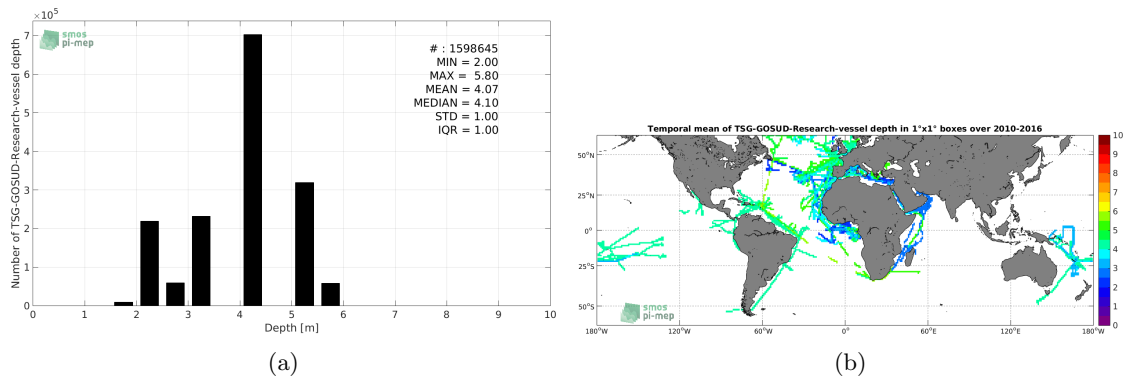 ×10⁵
smos
pi-mep
# : 1598645
MIN = 2.00
MAX = 5.80
MEAN = 4.07
MEDIAN = 4.10
STD = 1.00
IQR = 1.00
Number of TSG-GOSUD-Research-vessel depth
7
6
5
4
3
2
1
0
0 1 2 3 4 5 6 7 8 9 10
Depth [m]
(a)
Temporal mean of TSG-GOSUD-Research-vessel depth in 1°x1° boxes over 2010-2016
50°N
25°N
0°
25°S
50°S
180°W 120°W 60°W 0° 60°E 120°E 180°W
smos
pi-mep
10
9
8
7
6
5
4
3
2
1
0
(b)